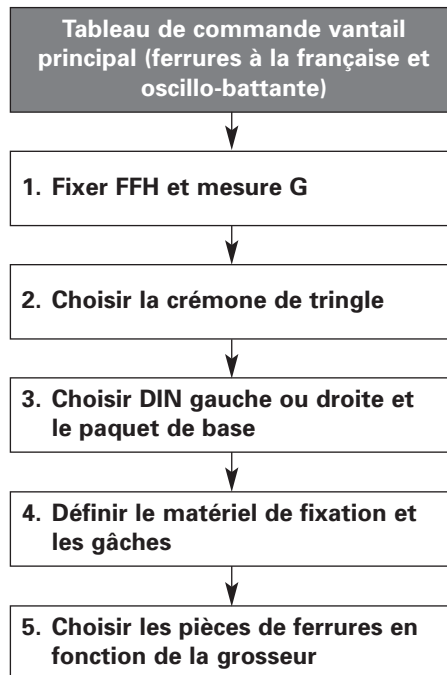 Tableau de commande vantail
principal (ferrures à la française et
oscillo-battante)
1. Fixer FFH et mesure G
2. Choisir la crémone de tringle
3. Choisir DIN gauche ou droite et
le paquet de base
4. Définir le matériel de fixation et
les gâches
5. Choisir les pièces de ferrures en
fonction de la grosseur